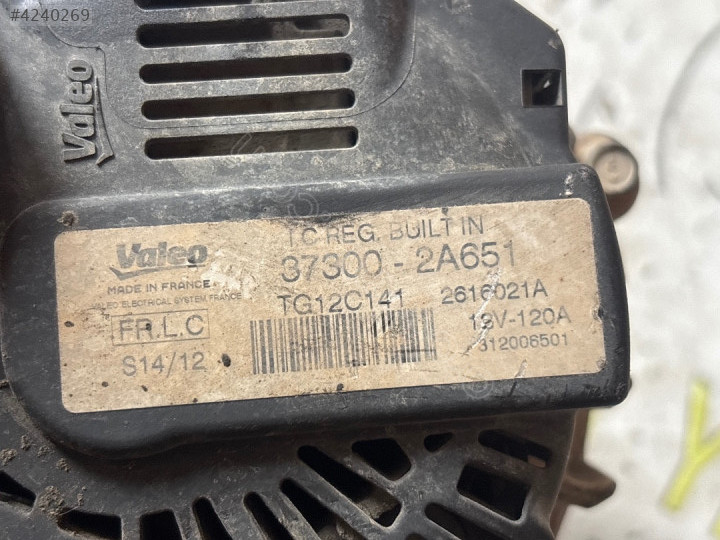 #4240269
Valeo
I C REG. BUILT IN
Valeo
37300 - 2A651
MADE IN FRANCE
VALEO ELECTRICAL SYSTEM FRANCE
TG12C141 2616021A
FR.L.C
13V-120A
S14/12
312006501